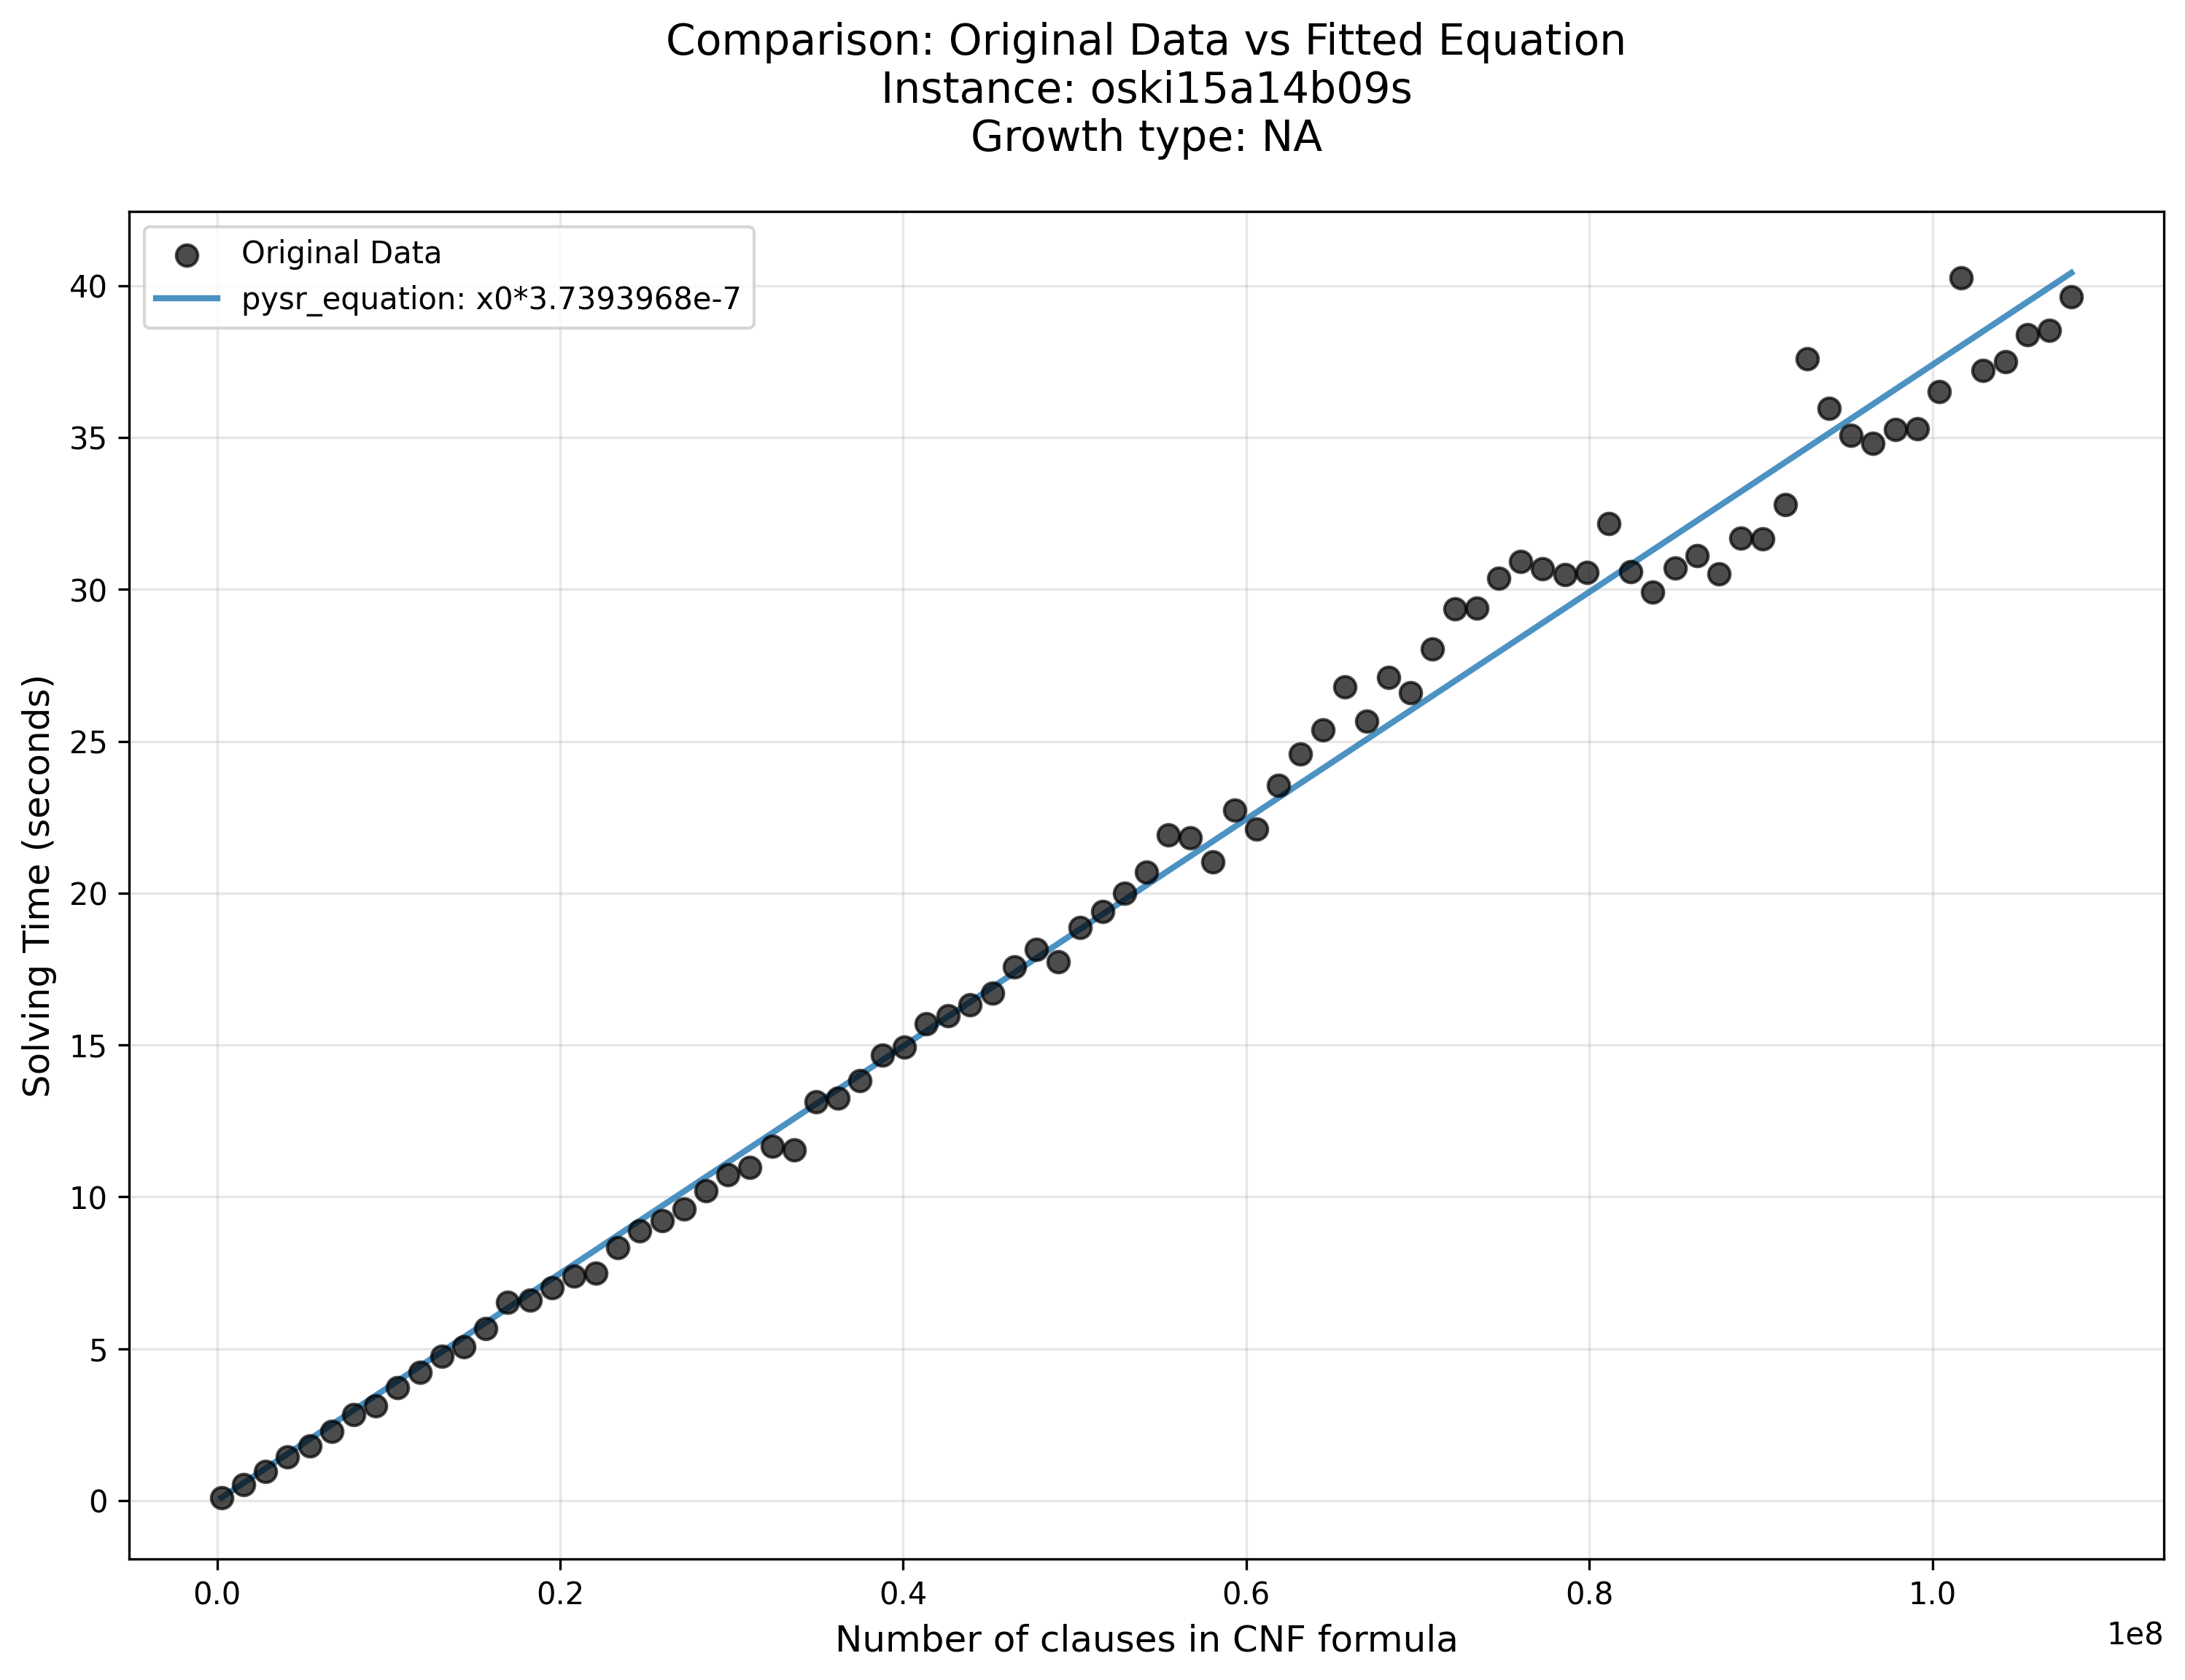 Comparison: Original Data vs Fitted Equation
Instance: oski15a14b09s
Growth type: NA
Original Data
pysr_equation: x0*3.7393968e-7
Solving Time (seconds)
40
35
30
25
20
15
10
5
0
0.0 0.2 0.4 0.6 0.8 1.0
1e8
Number of clauses in CNF formula